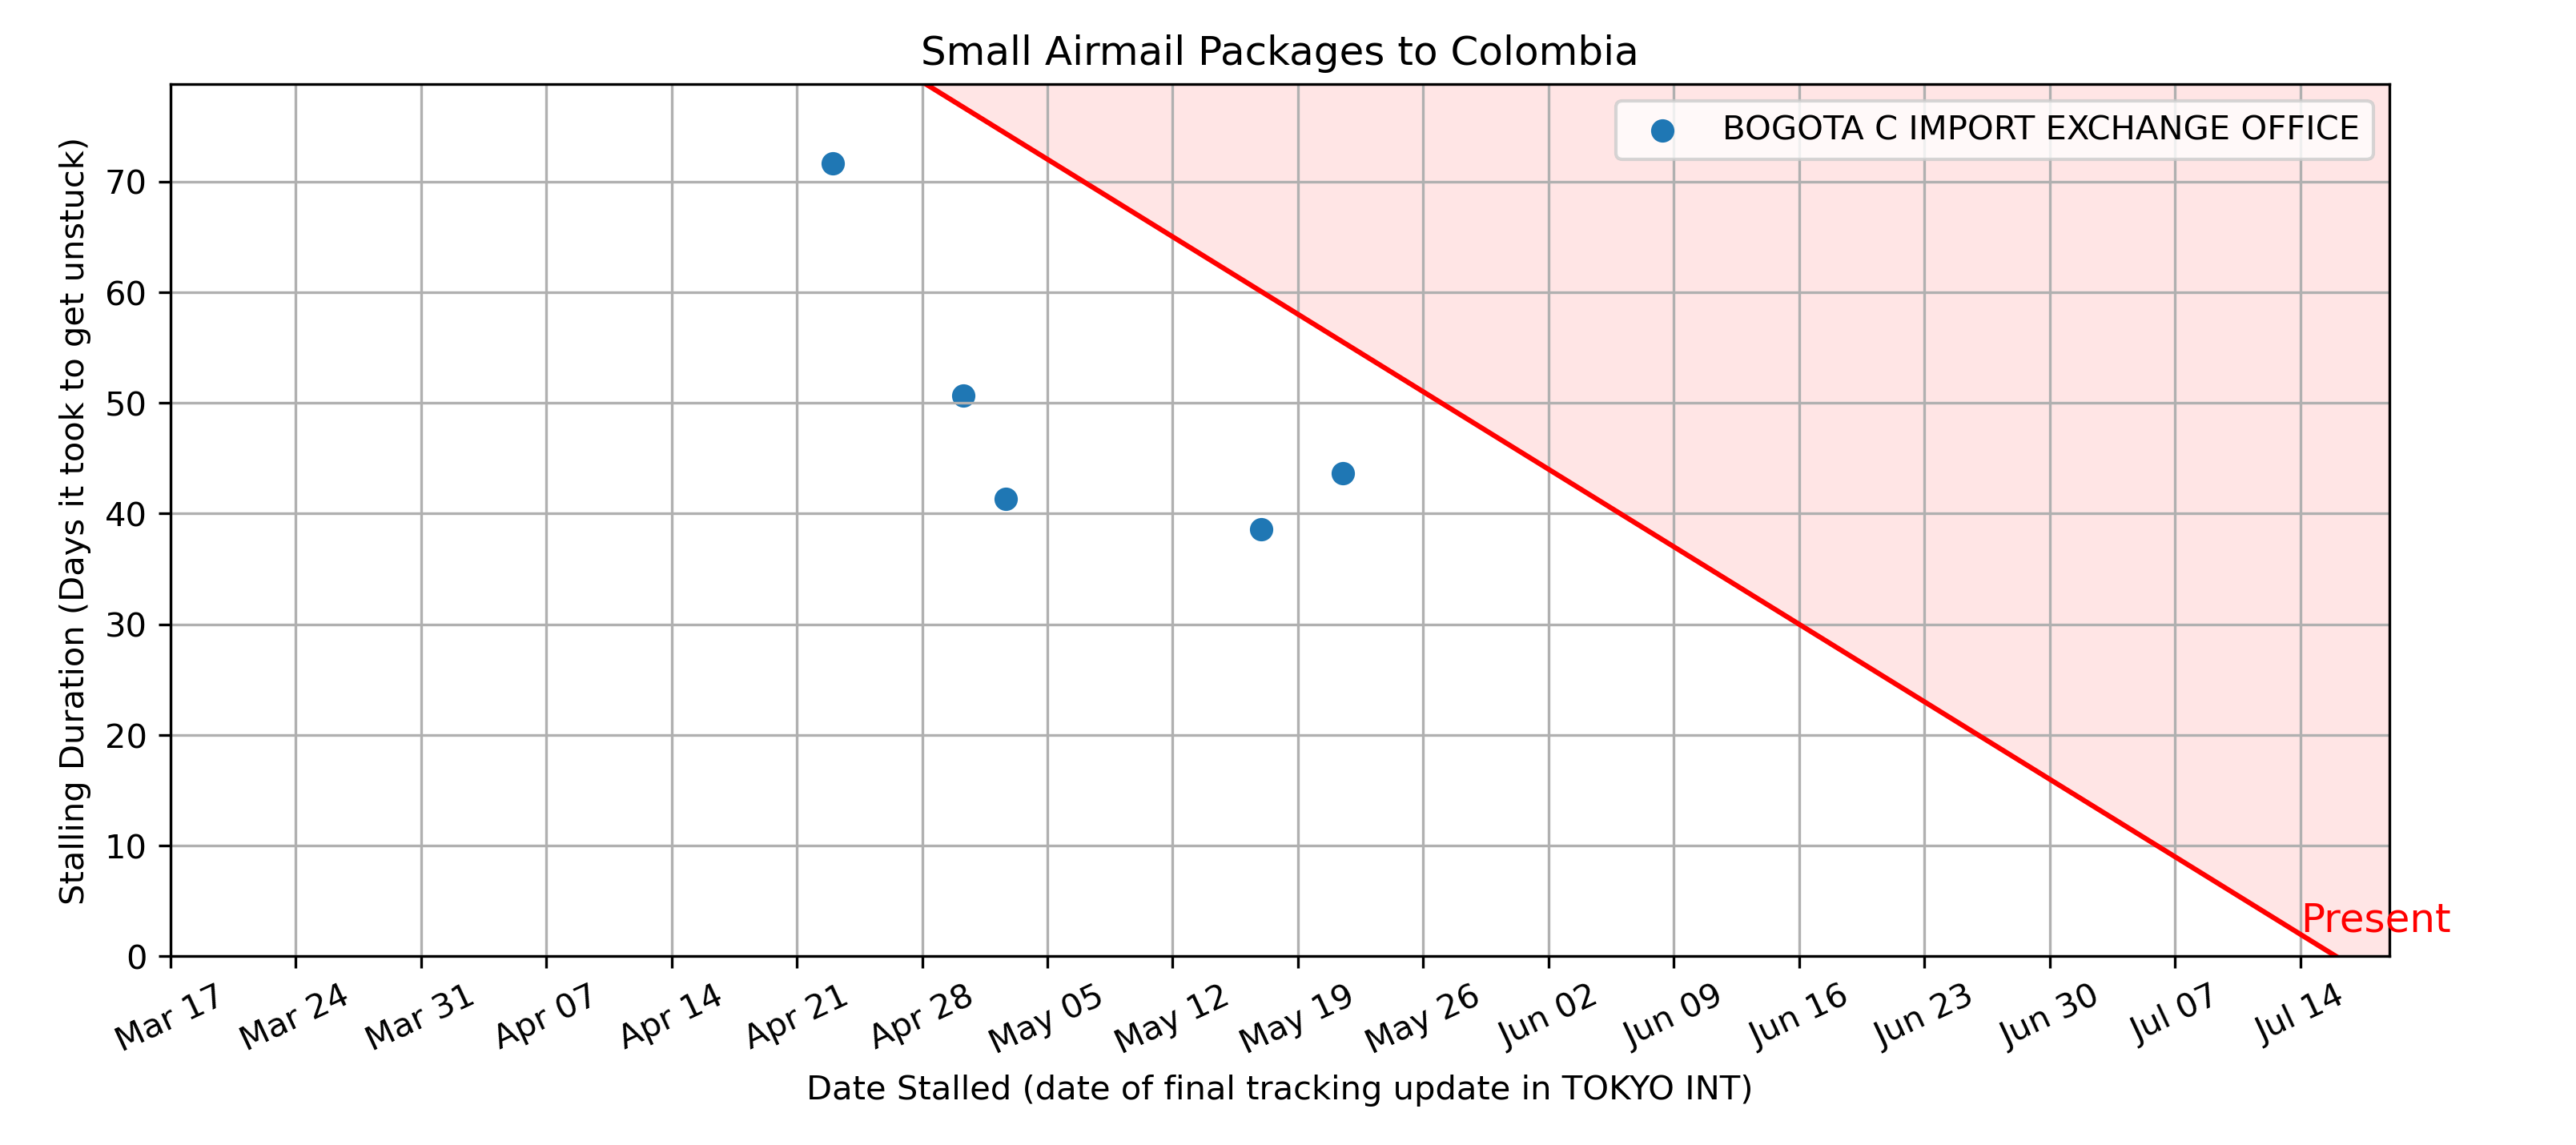 Small Airmail Packages to Colombia
BOGOTA C IMPORT EXCHANGE OFFICE
Stalling Duration (Days it took to get unstuck)
70
60
50
40
30
20
10
0
Present
Mar 17
Mar 24
Mar 31
Apr 07
Apr 14
Apr 21
Apr 28
May 05
May 12
May 19
May 26
Jun 02
Jun 09
Jun 16
Jun 23
Jun 30
Jul 07
Jul 14
Date Stalled (date of final tracking update in TOKYO INT)